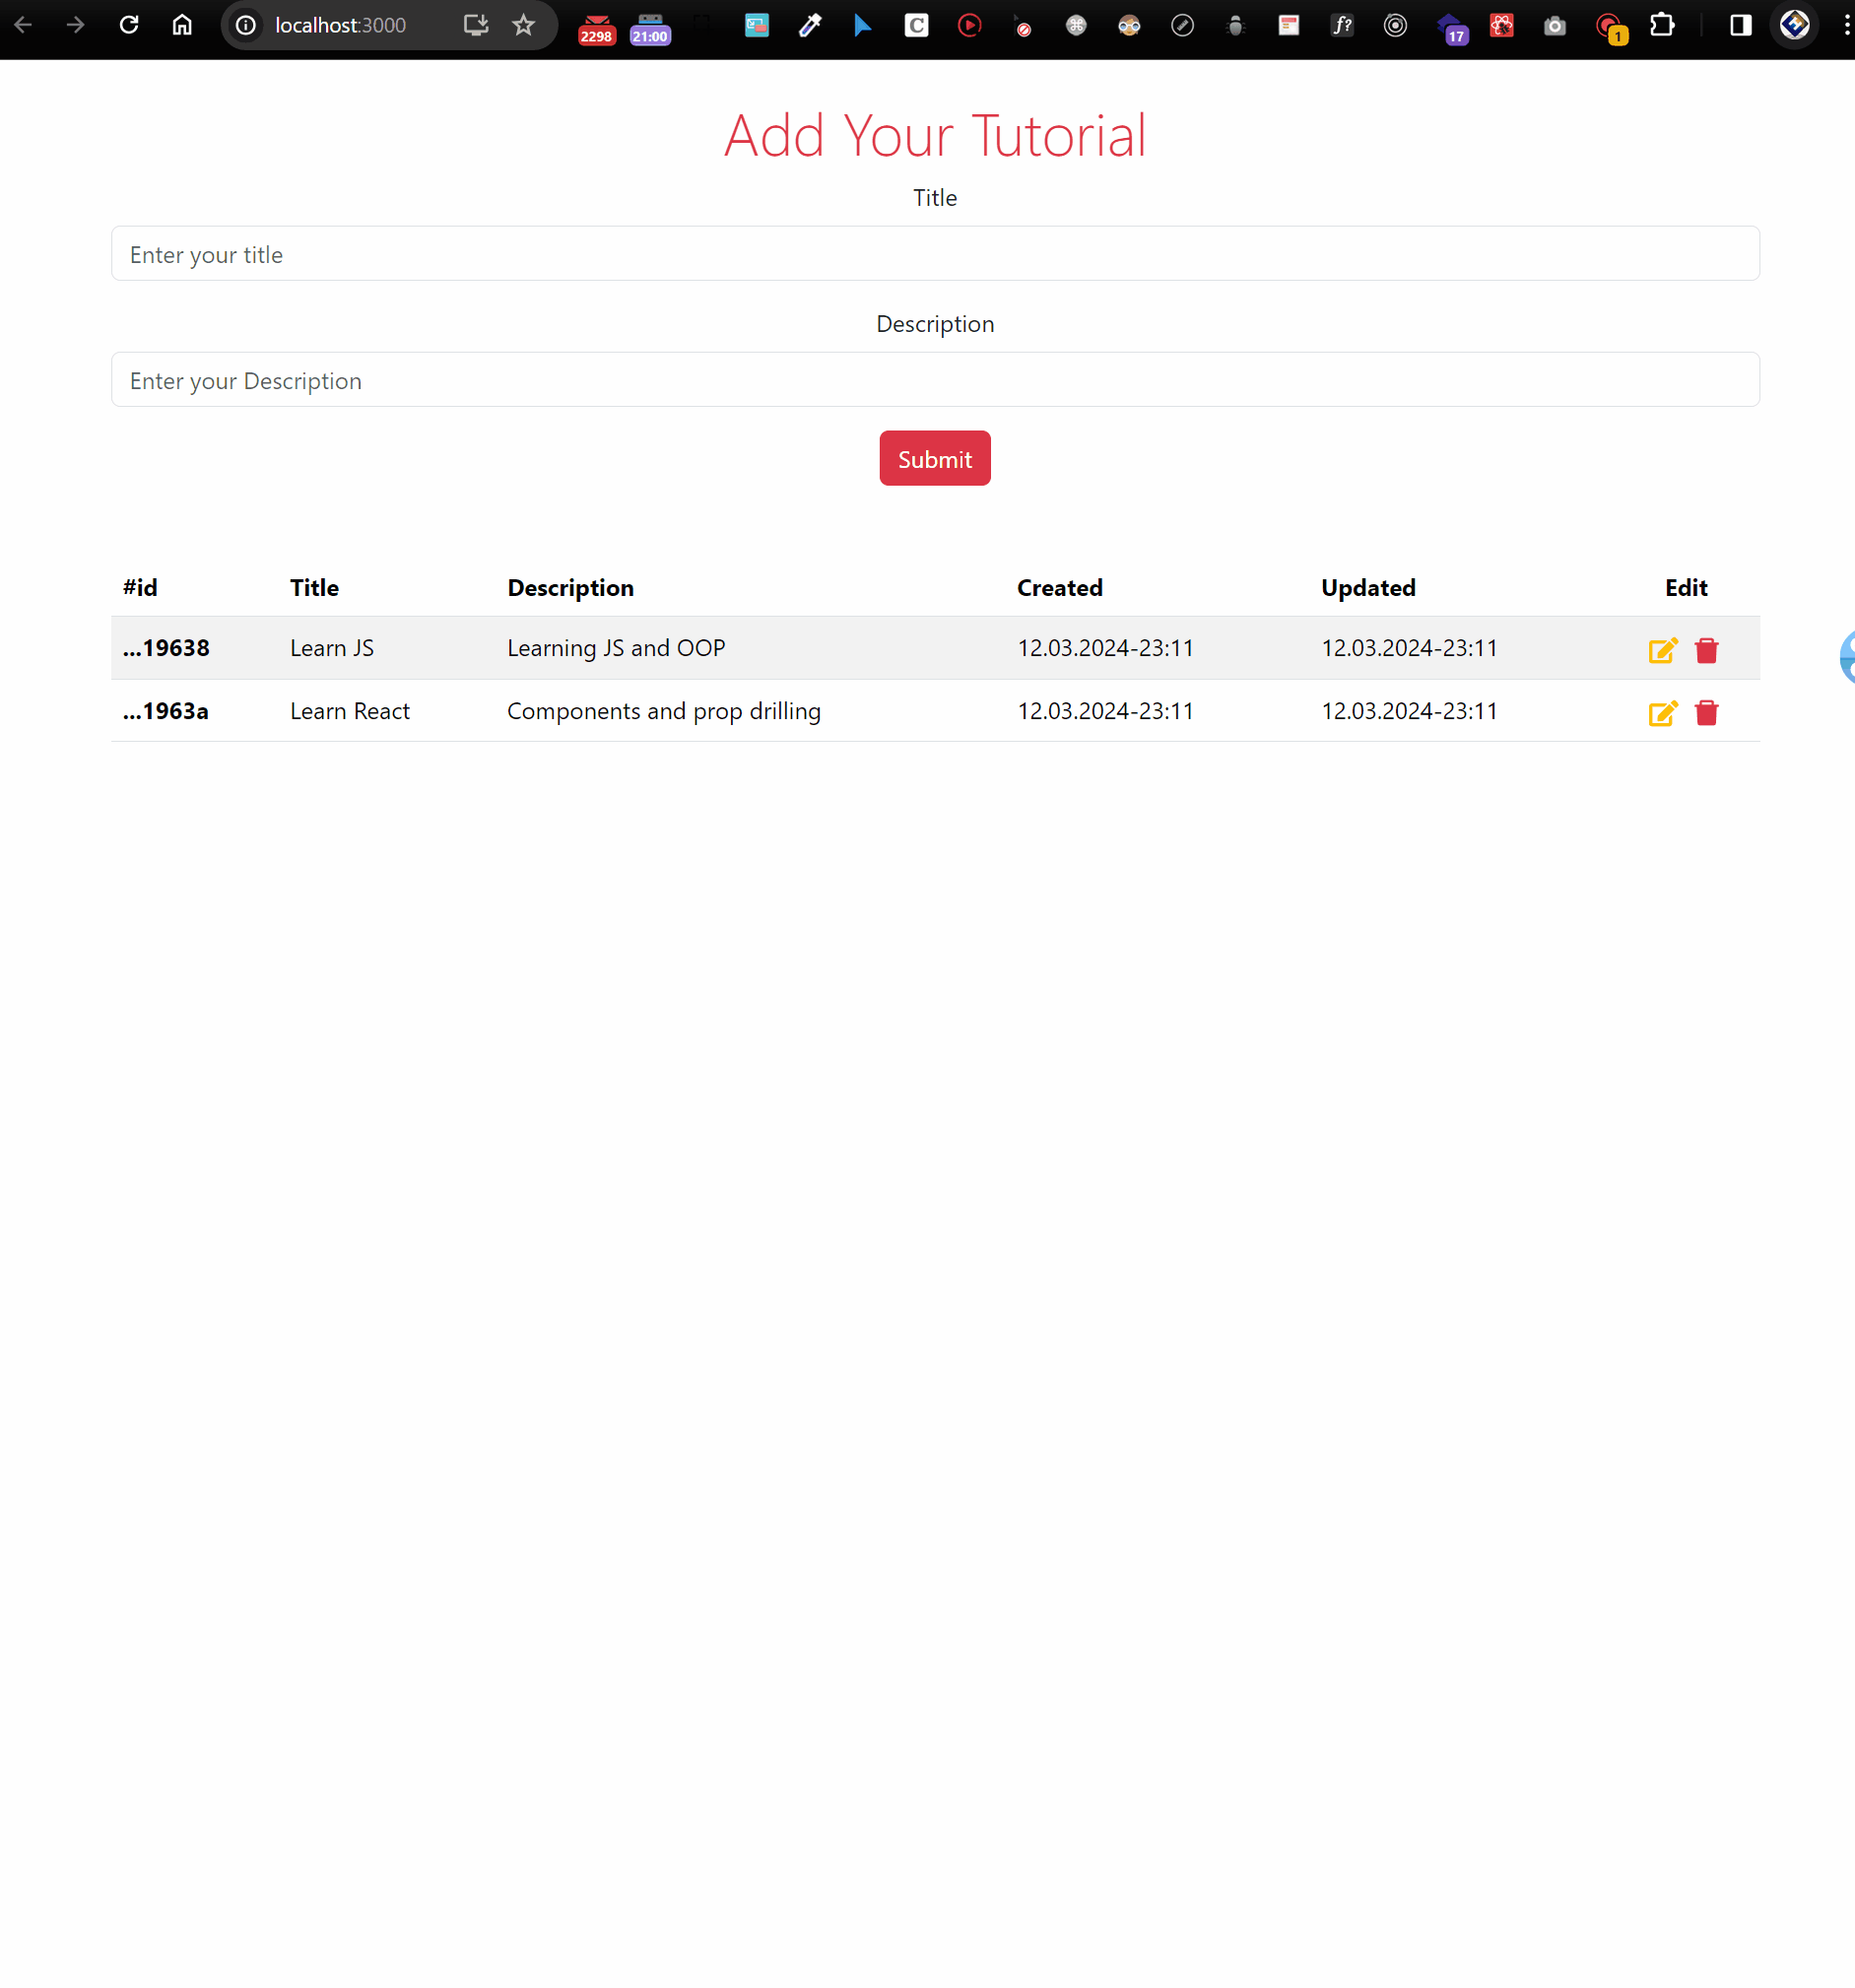 localhost:3000
2298 21:00 C f? 17 1
Add Your Tutorial
Title
Enter your title
Description
Enter your Description
Submit
#id Title Description Created Updated Edit
...19638 Learn JS Learning JS and OOP 12.03.2024-23:11 12.03.2024-23:11
...1963a Learn React Components and prop drilling 12.03.2024-23:11 12.03.2024-23:11